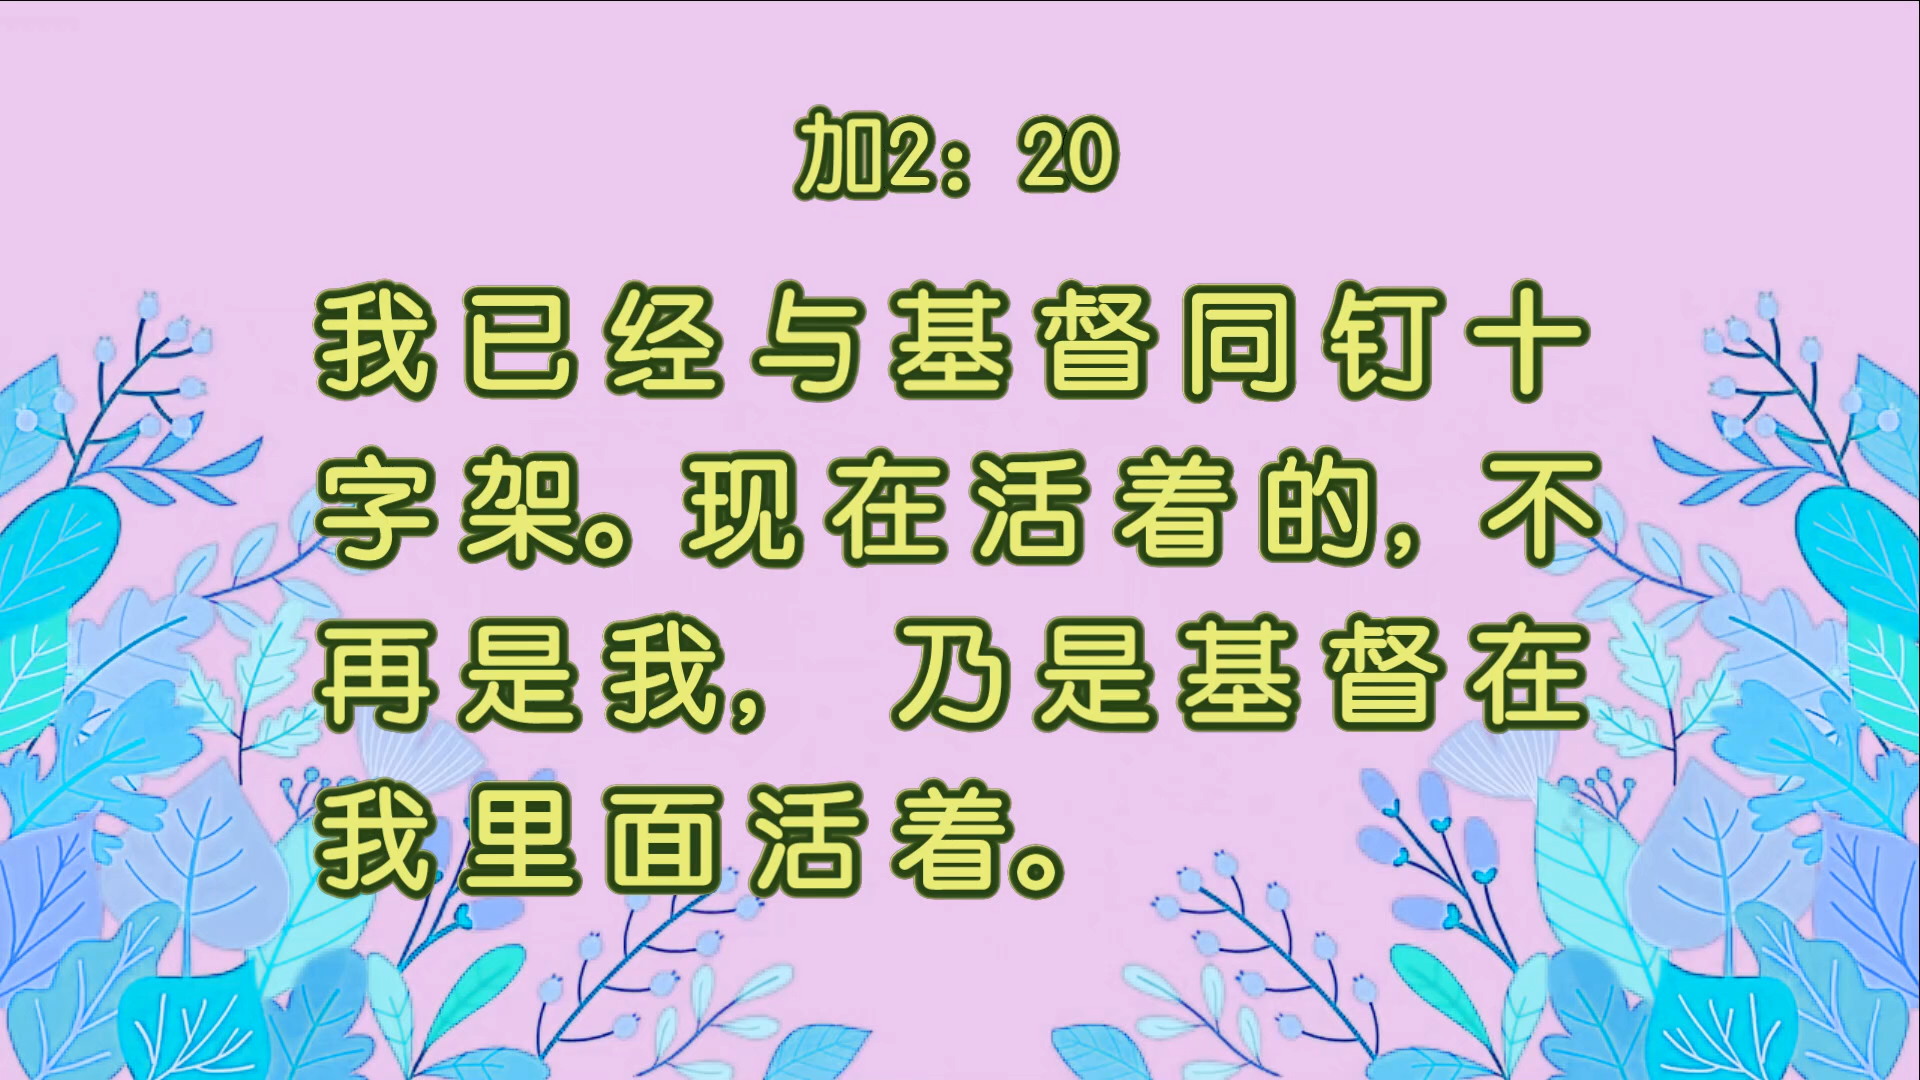 加2：20
我已经与基督同钉十
字架。现在活着的，不
再是我，乃是基督在
我里面活着。